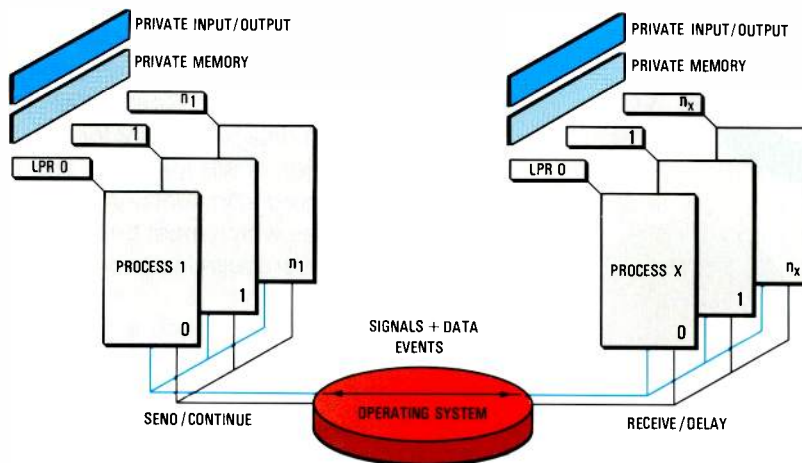 PRIVATE INPUT/OUTPUT
PRIVATE MEMORY
n1
1
LPR 0
PROCESS 1
0
1
n1
SEND/CONTINUE
SIGNALS + DATA
EVENTS
OPERATING SYSTEM
PRIVATE INPUT/OUTPUT
PRIVATE MEMORY
nx
1
LPR 0
PROCESS X
0
1
nx
RECEIVE/DELAY